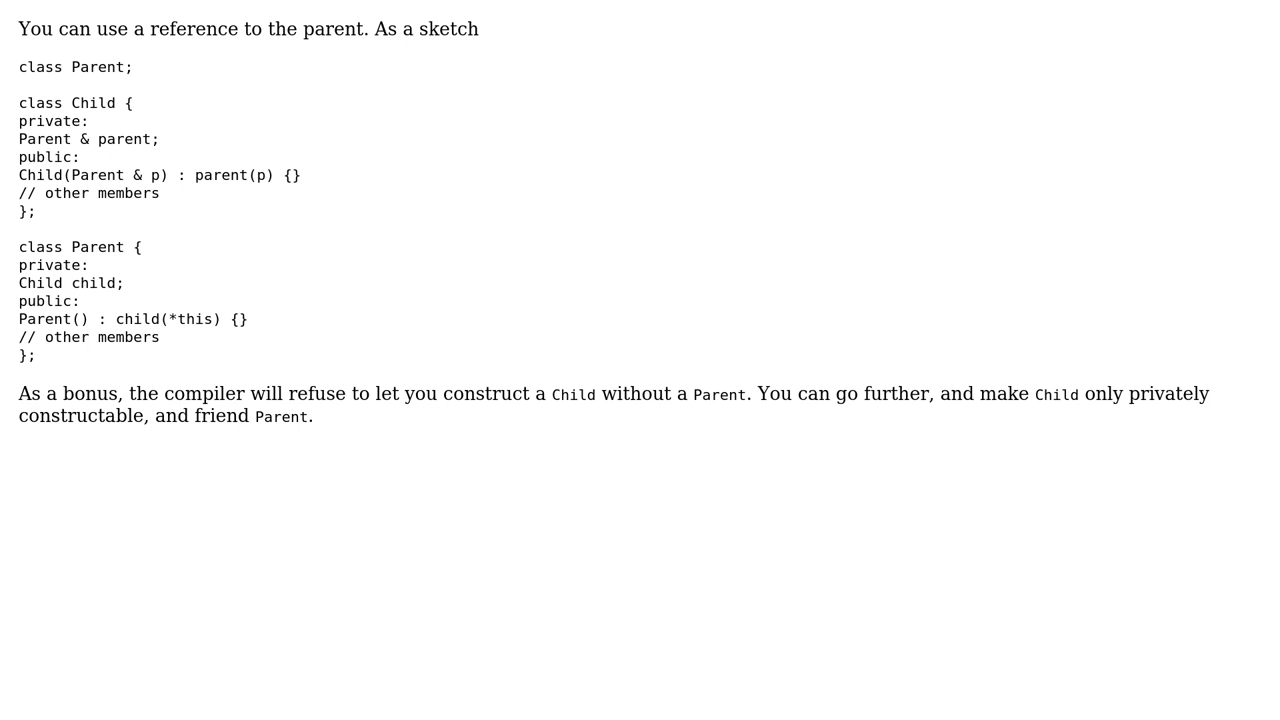 You can use a reference to the parent. As a sketch
class Parent;
class Child {
private:
Parent & parent;
public:
Child(Parent & p) : parent(p) {}
// other members
};
class Parent {
private:
Child child;
public:
Parent() : child(*this) {}
// other members
};
As a bonus, the compiler will refuse to let you construct a Child without a Parent. You can go further, and make Child only privately
constructable, and friend Parent.